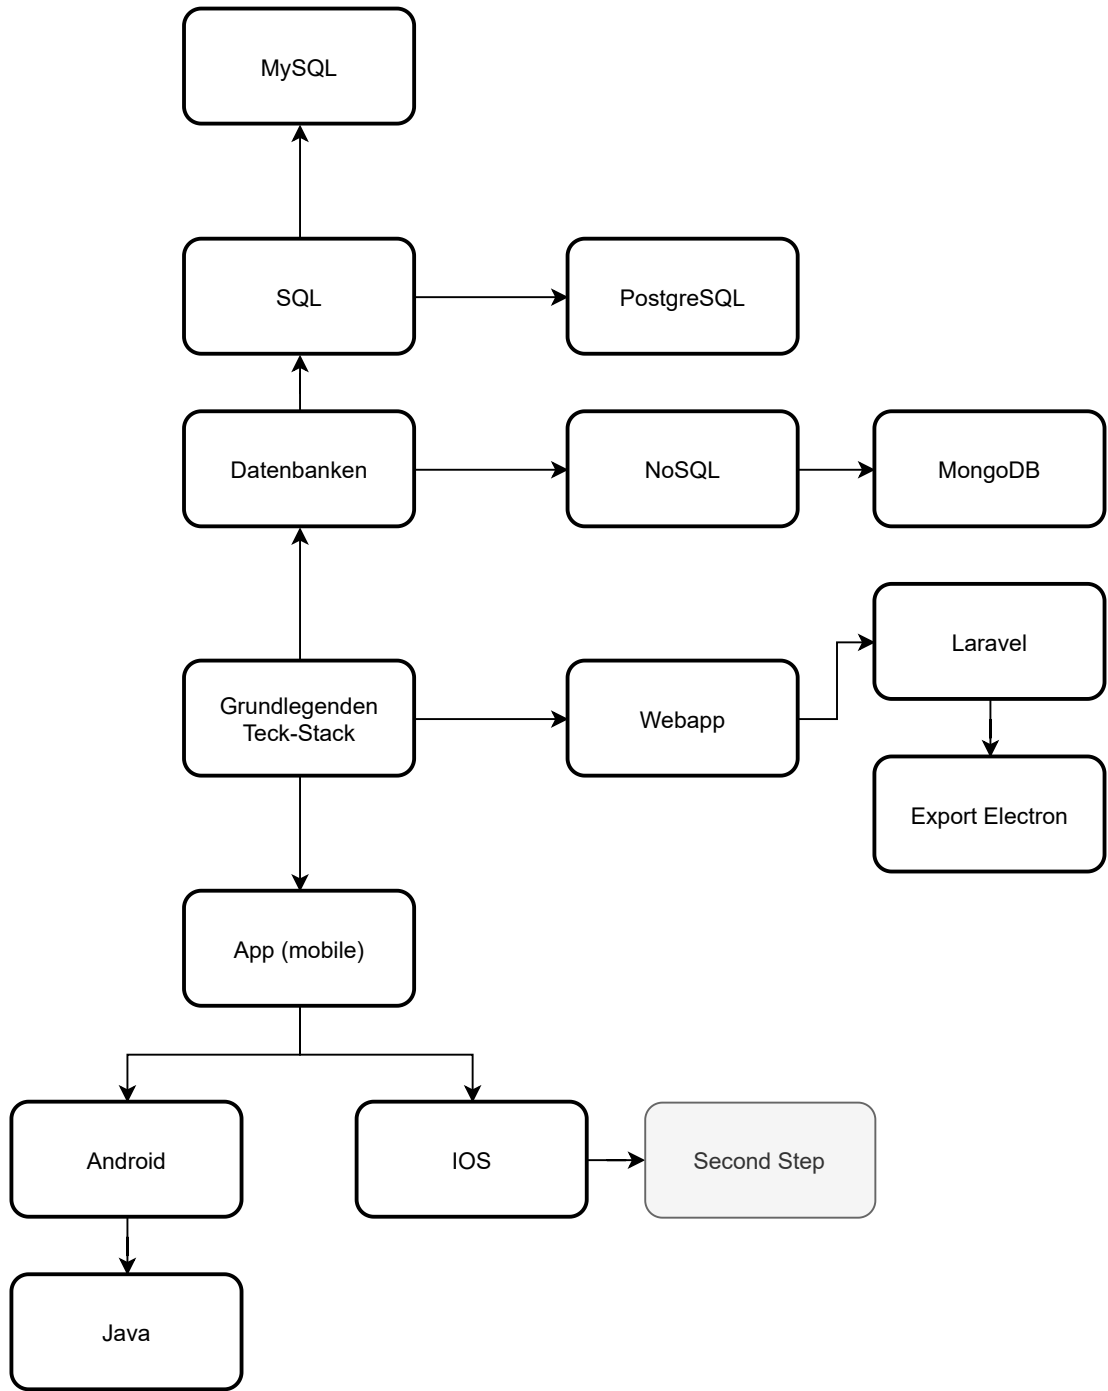 MySQL
SQL
PostgreSQL
Datenbanken
NoSQL
MongoDB
Laravel
Grundlegenden
Teck-Stack
Webapp
Export Electron
App (mobile)
Android
IOS
Second Step
Java